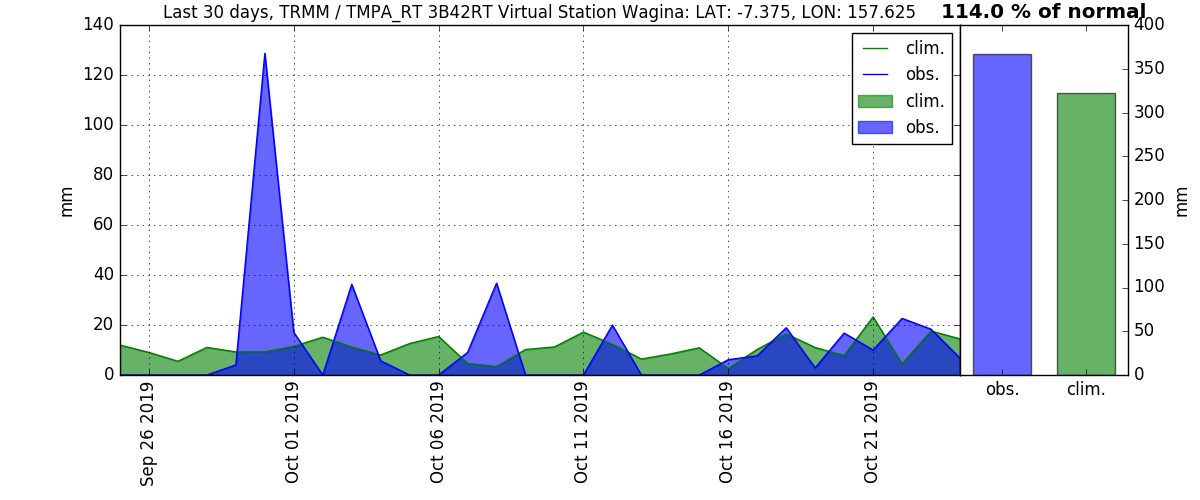 Last 30 days, TRMM / TMPA_RT 3B42RT Virtual Station Wagina: LAT: -7.375, LON: 157.625
114.0 % of normal
140
120
100
80
60
40
20
0
mm
clim.
obs.
clim.
obs.
Sep 26 2019
Oct 01 2019
Oct 06 2019
Oct 11 2019
Oct 16 2019
Oct 21 2019
400
350
300
250
200
150
100
50
0
mm
obs.
clim.